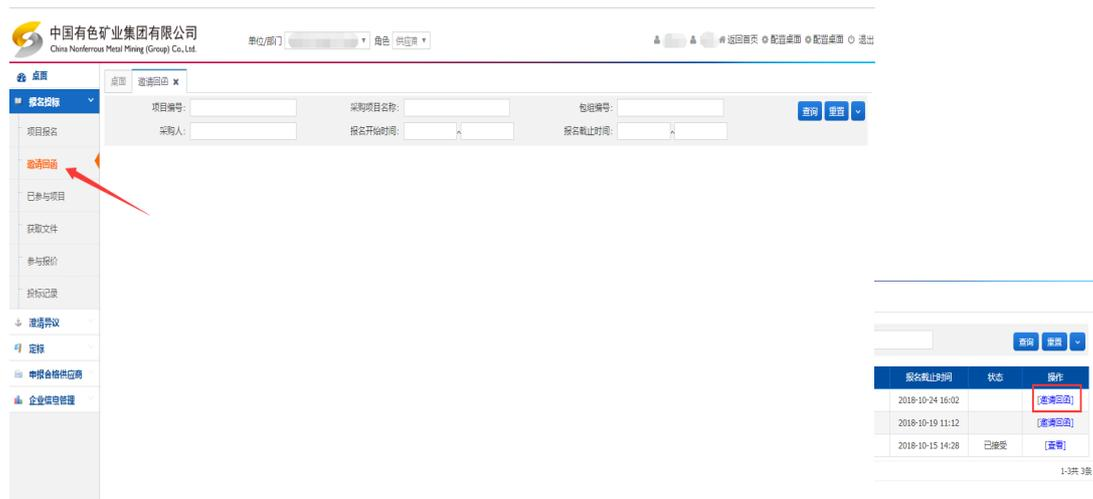 中国有色矿业集团有限公司
China Nonferrous Metal Mining (Group) Co., Ltd.
单位/部门 角色 供应商
返回首页 配置桌面 配置桌面 退出
桌面
报名投标
项目报名
邀请回函
已参与项目
获取文件
参与报价
投标记录
澄清异议
定标
申报合格供应商
企业信息管理
桌面 邀请回函 ×
项目编号: 采购项目名称: 包组编号: 查询 重置
采购人: 报名开始时间: ^ 报名截止时间: ^
查询 重置
报名截止时间 状态 操作
2018-10-24 16:02 [邀请回函]
2018-10-19 11:12 [邀请回函]
2018-10-15 14:28 已接受 [查看]
1-3共 3条